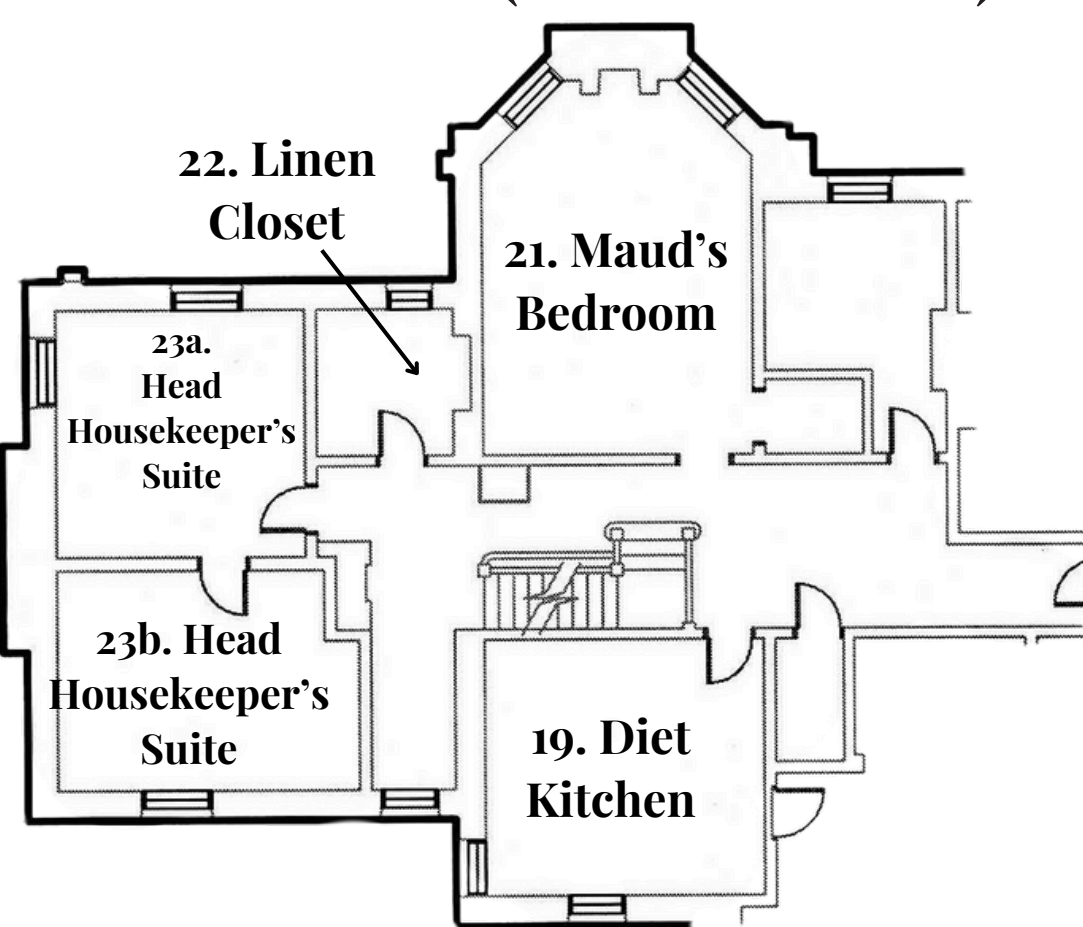 22. Linen
Closet
21. Maud’s
Bedroom
23a.
Head
Housekeeper’s
Suite
23b. Head
Housekeeper’s
Suite
19. Diet
Kitchen